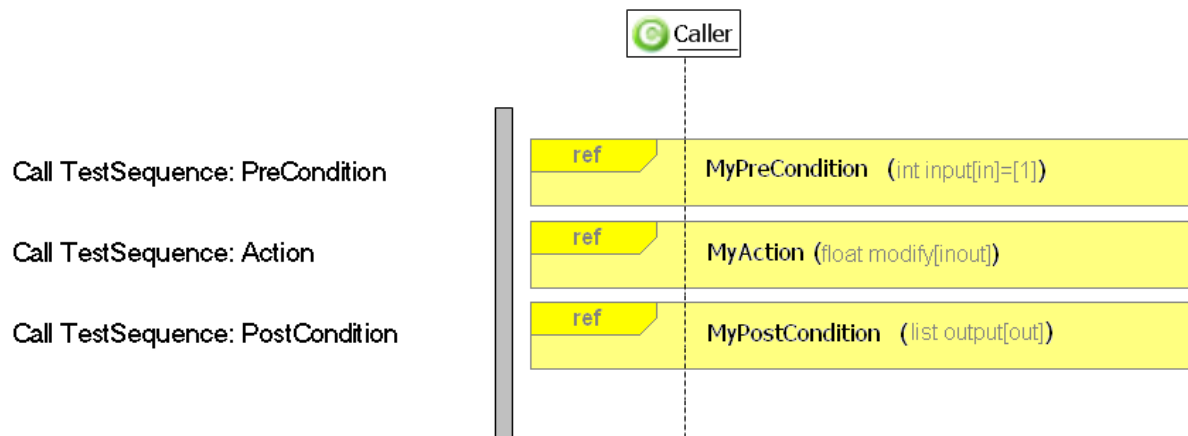 C Caller
Call TestSequence: PreCondition
ref
MyPreCondition (int input[in]=[1])
Call TestSequence: Action
ref
MyAction (float modify[inout])
Call TestSequence: PostCondition
ref
MyPostCondition (list output[out])